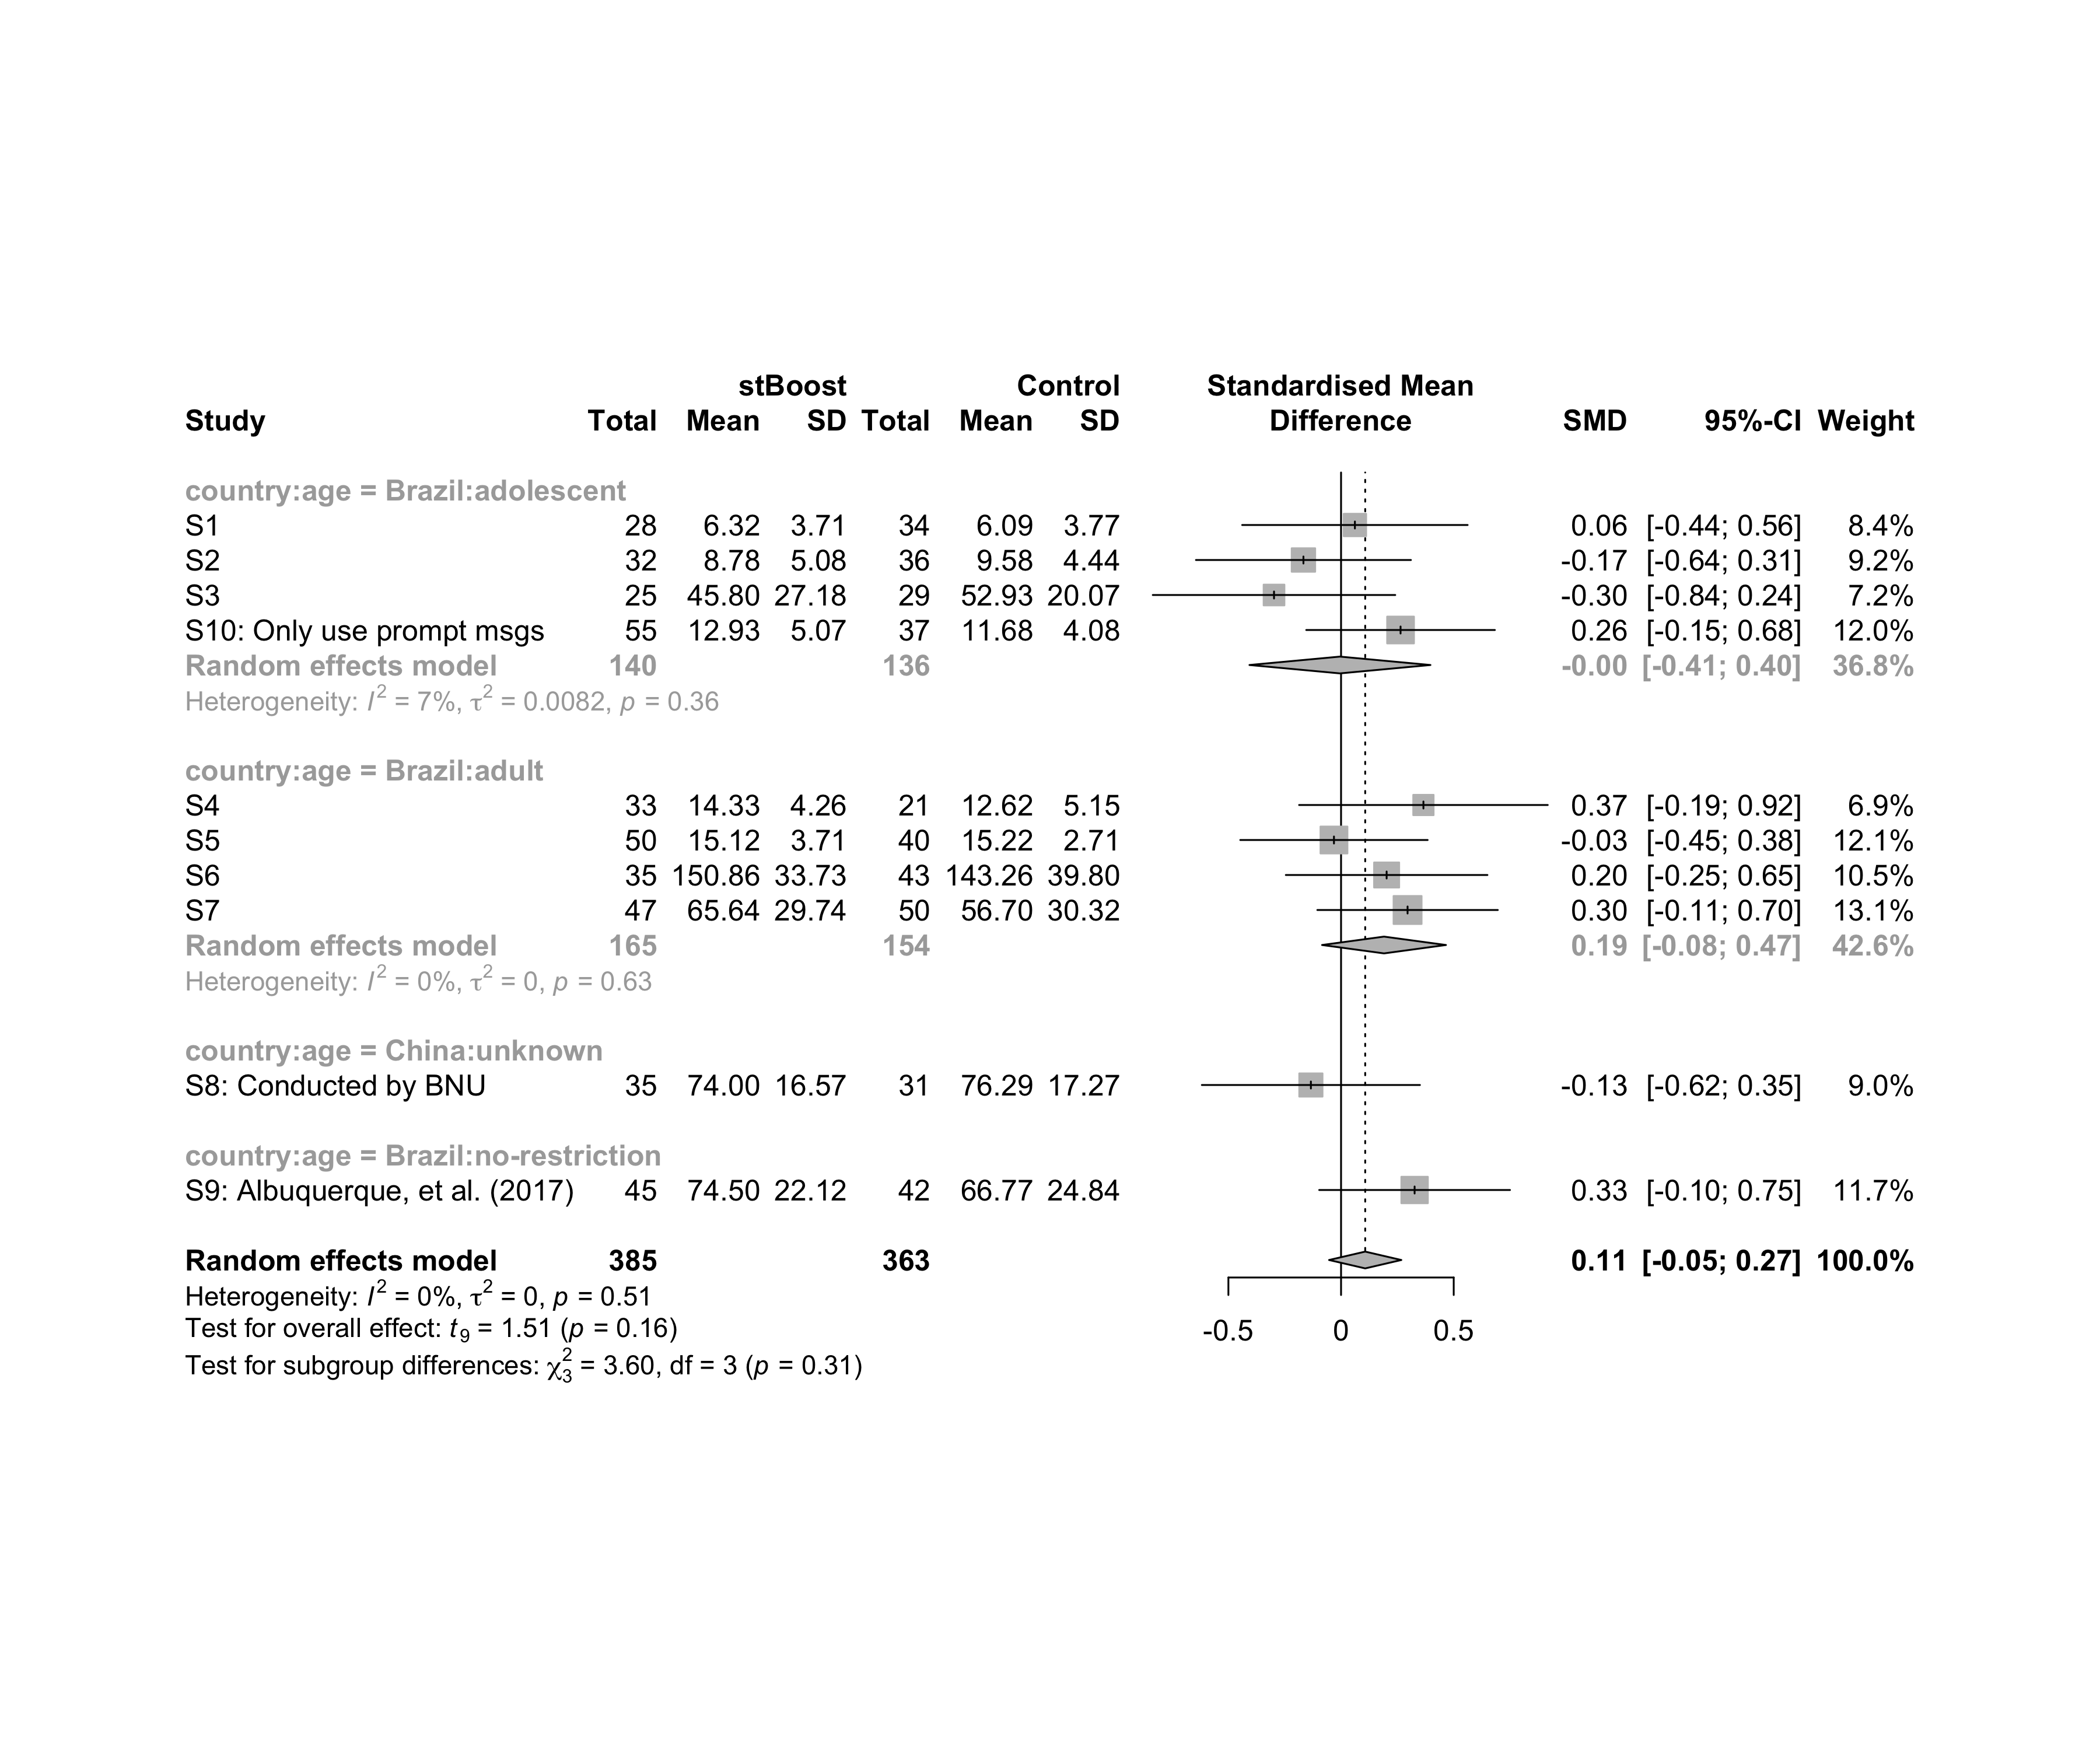 stBoost Control Standardised Mean
Study Total Mean SD Total Mean SD Difference SMD 95%-CI Weight
country:age = Brazil:adolescent
S1 28 6.32 3.71 34 6.09 3.77 0.06 [-0.44; 0.56] 8.4%
S2 32 8.78 5.08 36 9.58 4.44 -0.17 [-0.64; 0.31] 9.2%
S3 25 45.80 27.18 29 52.93 20.07 -0.30 [-0.84; 0.24] 7.2%
S10: Only use prompt msgs 55 12.93 5.07 37 11.68 4.08 0.26 [-0.15; 0.68] 12.0%
Random effects model 140 136 -0.00 [-0.41; 0.40] 36.8%
Heterogeneity: I² = 7%, τ² = 0.0082, p = 0.36
country:age = Brazil:adult
S4 33 14.33 4.26 21 12.62 5.15 0.37 [-0.19; 0.92] 6.9%
S5 50 15.12 3.71 40 15.22 2.71 -0.03 [-0.45; 0.38] 12.1%
S6 35 150.86 33.73 43 143.26 39.80 0.20 [-0.25; 0.65] 10.5%
S7 47 65.64 29.74 50 56.70 30.32 0.30 [-0.11; 0.70] 13.1%
Random effects model 165 154 0.19 [-0.08; 0.47] 42.6%
Heterogeneity: I² = 0%, τ² = 0, p = 0.63
country:age = China:unknown
S8: Conducted by BNU 35 74.00 16.57 31 76.29 17.27 -0.13 [-0.62; 0.35] 9.0%
country:age = Brazil:no-restriction
S9: Albuquerque, et al. (2017) 45 74.50 22.12 42 66.77 24.84 0.33 [-0.10; 0.75] 11.7%
Random effects model 385 363 0.11 [-0.05; 0.27] 100.0%
Heterogeneity: I² = 0%, τ² = 0, p = 0.51
Test for overall effect: t₉ = 1.51 (p = 0.16)
-0.5 0 0.5
Test for subgroup differences: χ²₃ = 3.60, df = 3 (p = 0.31)